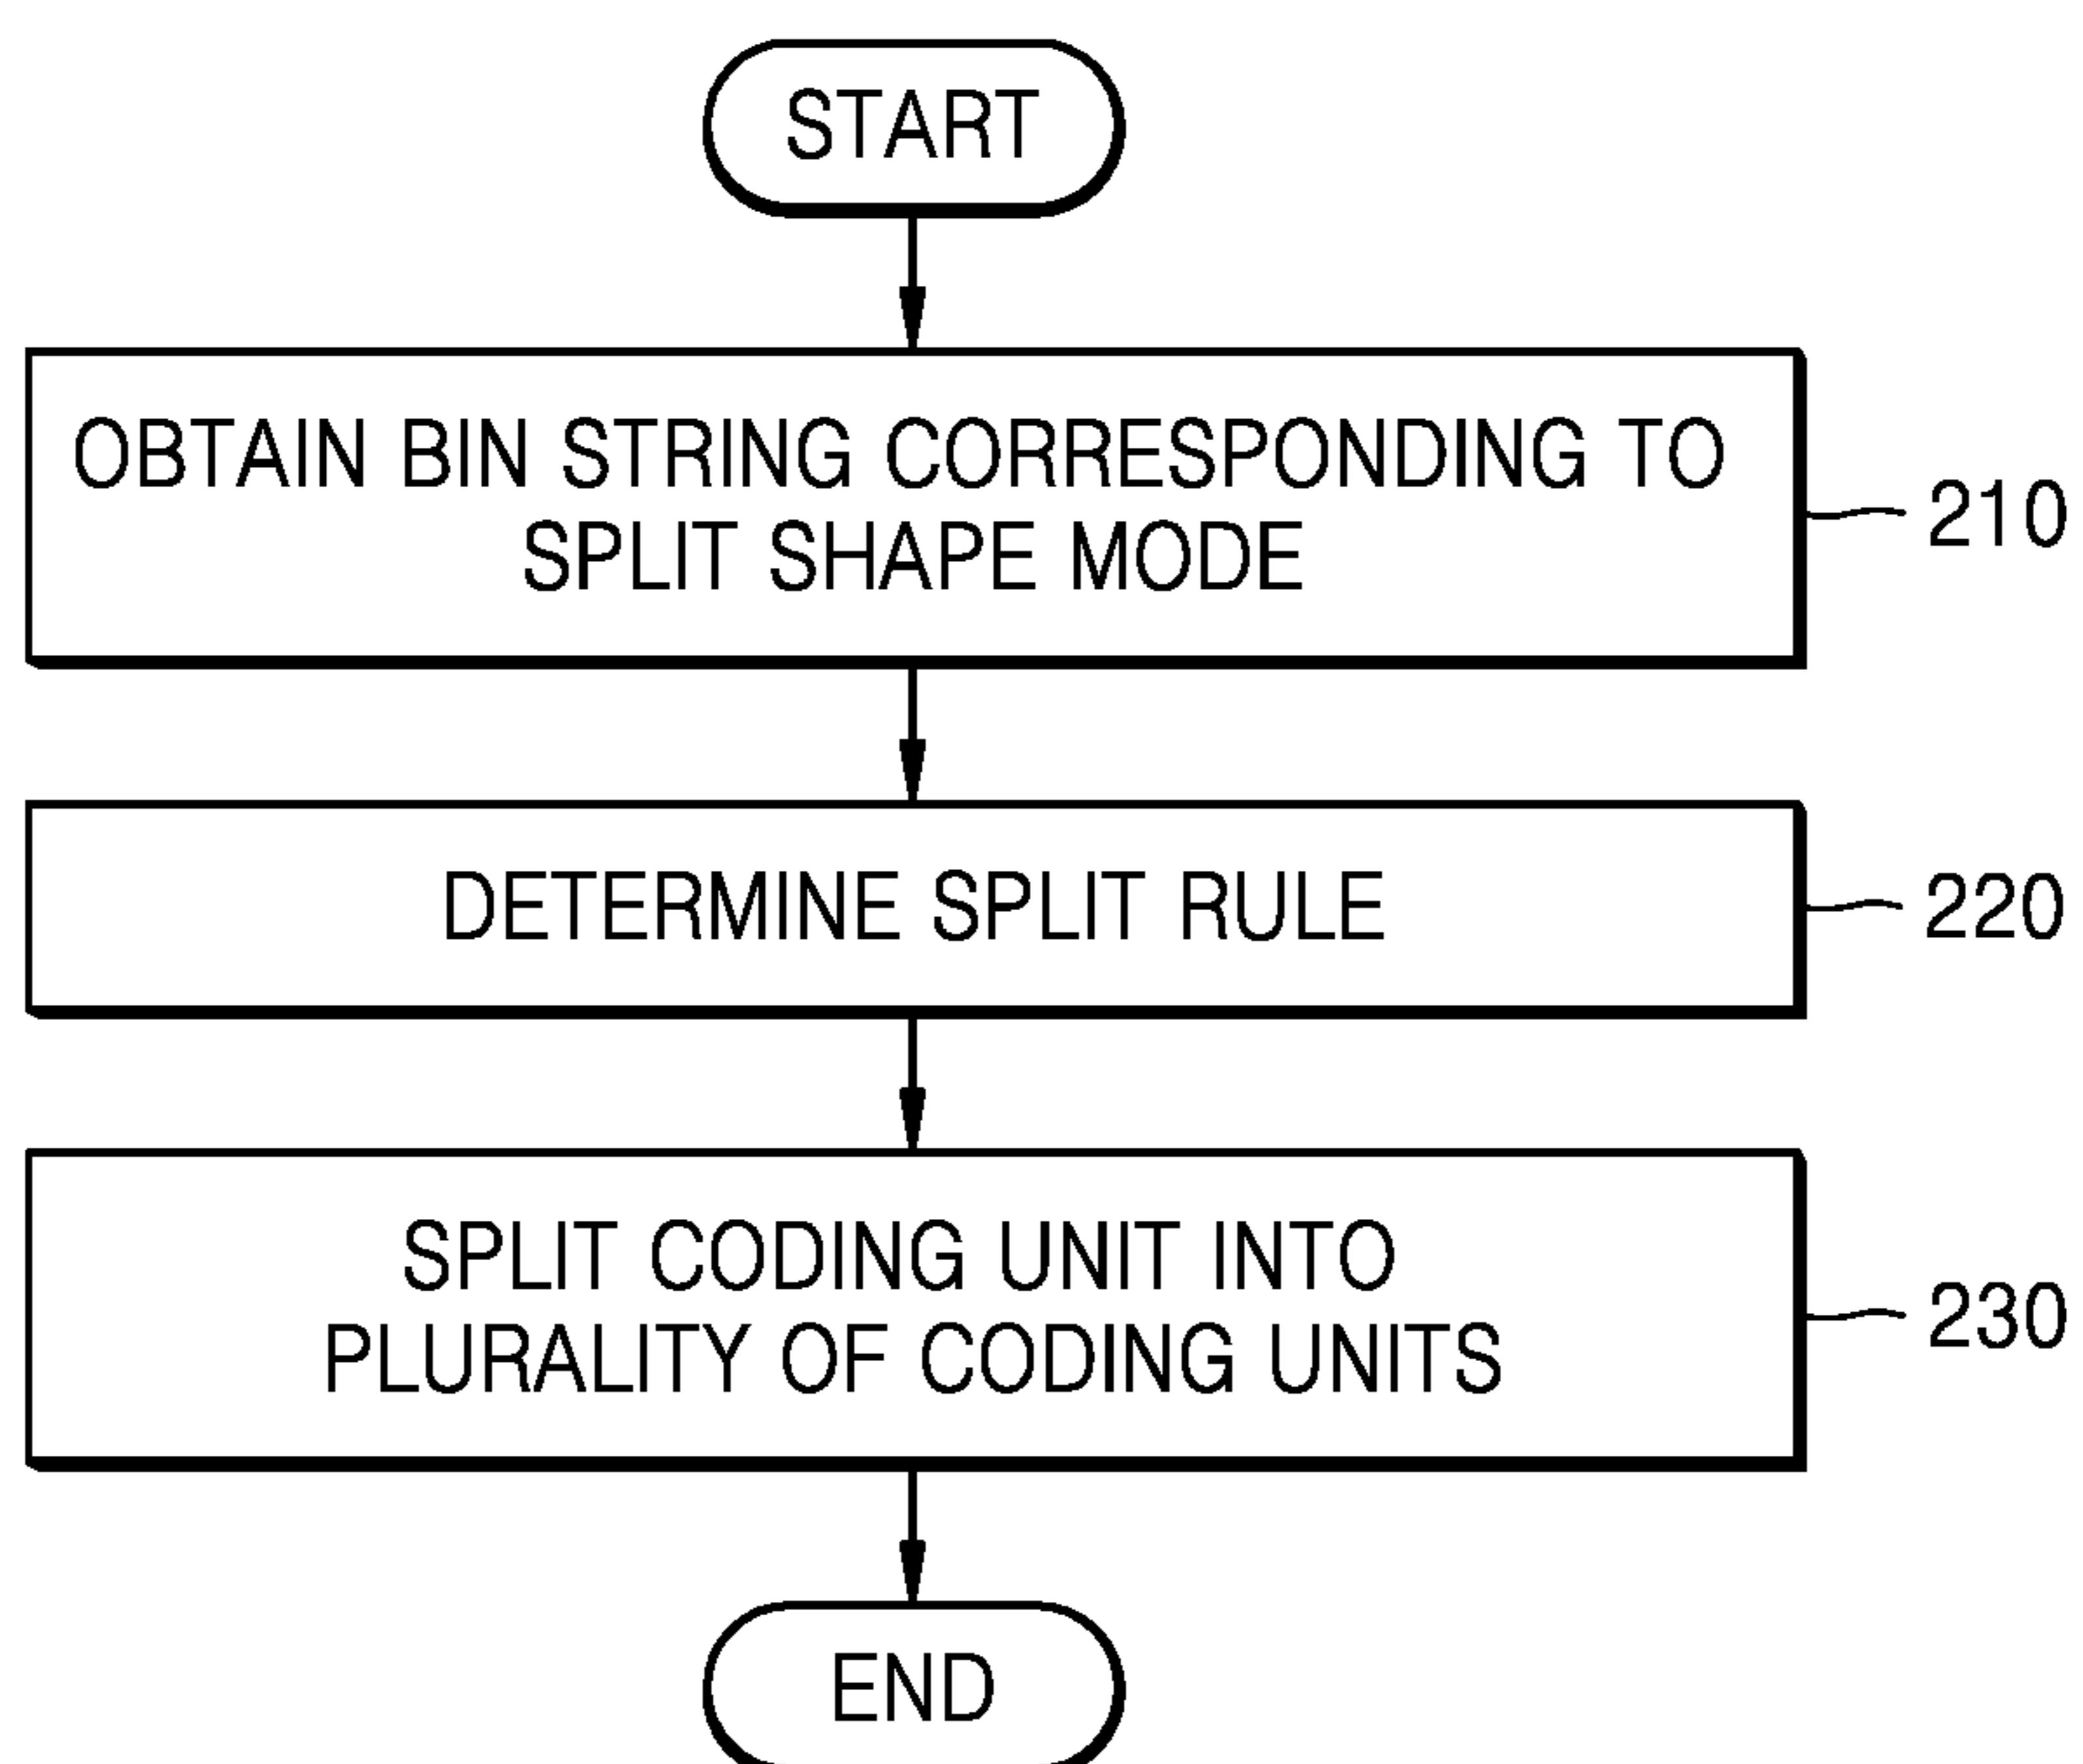 START
OBTAIN BIN STRING CORRESPONDING TO
SPLIT SHAPE MODE
210
DETERMINE SPLIT RULE
220
SPLIT CODING UNIT INTO
PLURALITY OF CODING UNITS
230
END